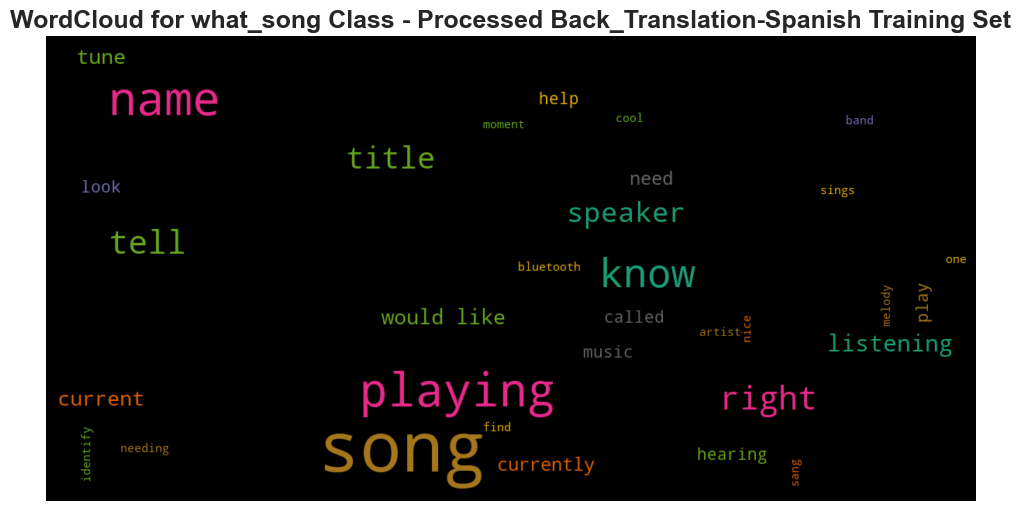 WordCloud for what_song Class - Processed Back_Translation-Spanish Training Set
tune
name
help
moment
cool
band
title
look
need
sings
speaker
tell
bluetooth
know
one
melody
play
would like
called
artist
nice
music
listening
playing
current
right
song
find
identify
needing
currently
hearing
sang